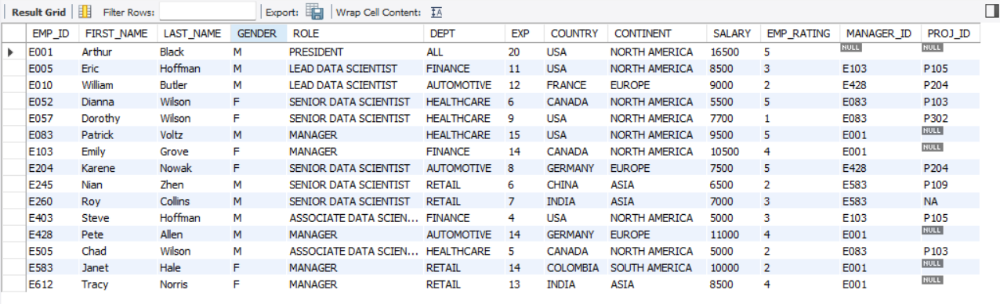 Result Grid Filter Rows: Export: Wrap Cell Content: IA
EMP_ID FIRST_NAME LAST_NAME GENDER ROLE DEPT EXP COUNTRY CONTINENT SALARY EMP_RATING MANAGER_ID PROJ_ID
E001 Arthur Black M PRESIDENT ALL 20 USA NORTH AMERICA 16500 5 NULL NULL
E005 Eric Hoffman M LEAD DATA SCIENTIST FINANCE 11 USA NORTH AMERICA 8500 3 E103 P105
E010 William Butler M LEAD DATA SCIENTIST AUTOMOTIVE 12 FRANCE EUROPE 9000 2 E428 P204
E052 Dianna Wilson F SENIOR DATA SCIENTIST HEALTHCARE 6 CANADA NORTH AMERICA 5500 5 E083 P103
E057 Dorothy Wilson F SENIOR DATA SCIENTIST HEALTHCARE 9 USA NORTH AMERICA 7700 1 E083 P302
E083 Patrick Voltz M MANAGER HEALTHCARE 15 USA NORTH AMERICA 9500 5 E001 NULL
E103 Emily Grove F MANAGER FINANCE 14 CANADA NORTH AMERICA 10500 4 E001 NULL
E204 Karene Nowak F SENIOR DATA SCIENTIST AUTOMOTIVE 8 GERMANY EUROPE 7500 5 E428 P204
E245 Nian Zhen M SENIOR DATA SCIENTIST RETAIL 6 CHINA ASIA 6500 2 E583 P109
E260 Roy Collins M SENIOR DATA SCIENTIST RETAIL 7 INDIA ASIA 7000 3 E583 NA
E403 Steve Hoffman M ASSOCIATE DATA SCIEN... FINANCE 4 USA NORTH AMERICA 5000 3 E103 P105
E428 Pete Allen M MANAGER AUTOMOTIVE 14 GERMANY EUROPE 11000 4 E001 NULL
E505 Chad Wilson M ASSOCIATE DATA SCIEN... HEALTHCARE 5 CANADA NORTH AMERICA 5000 2 E083 P103
E583 Janet Hale F MANAGER RETAIL 14 COLOMBIA SOUTH AMERICA 10000 2 E001 NULL
E612 Tracy Norris F MANAGER RETAIL 13 INDIA ASIA 8500 4 E001 NULL